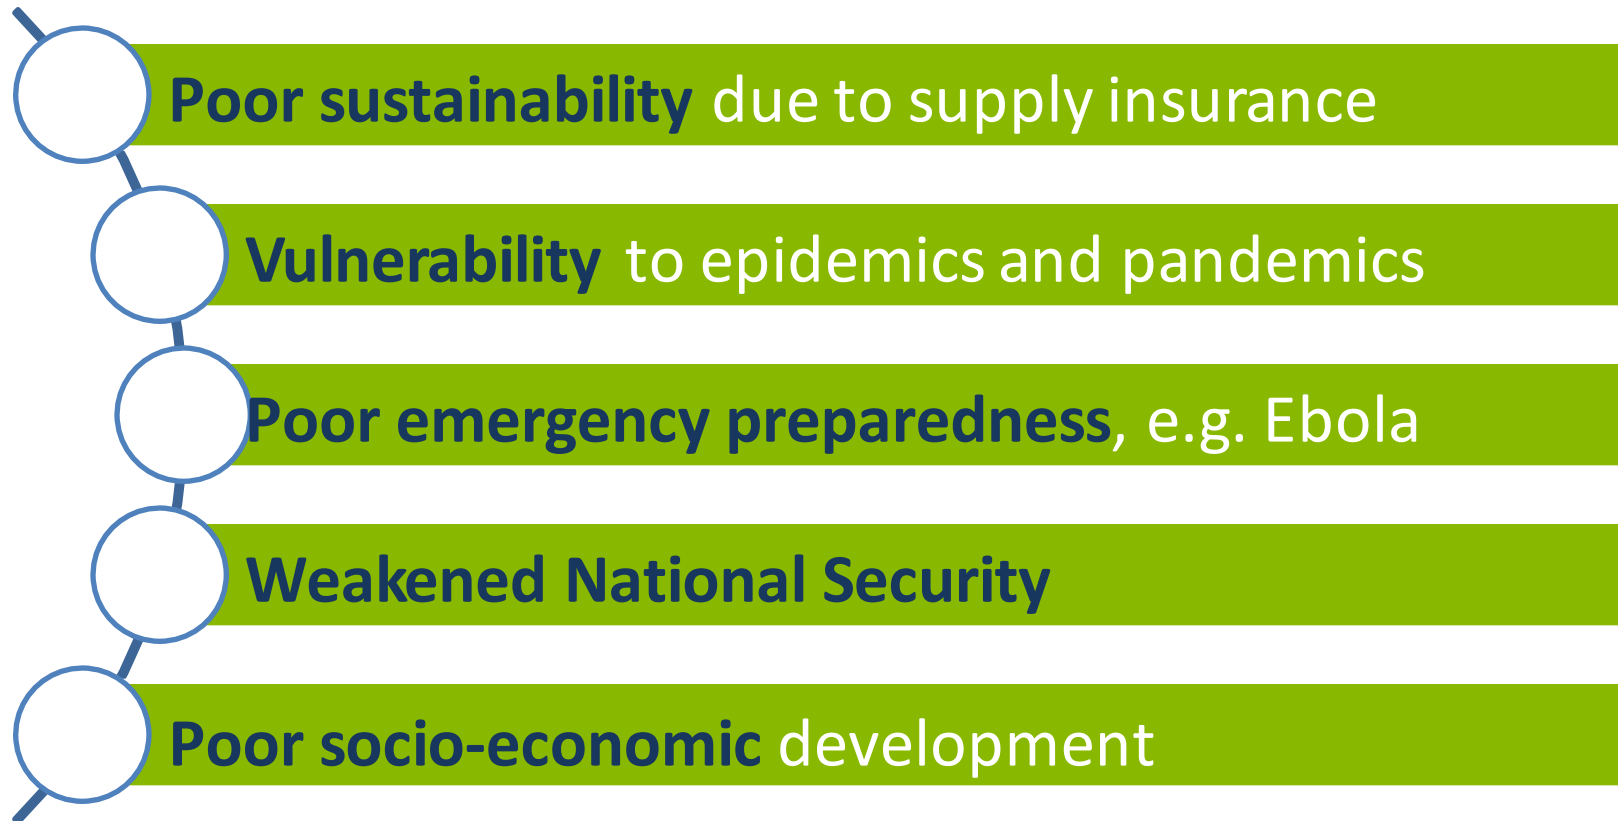 Poor sustainability due to supply insurance
Vulnerability to epidemics and pandemics
Poor emergency preparedness, e.g. Ebola
Weakened National Security
Poor socio-economic development